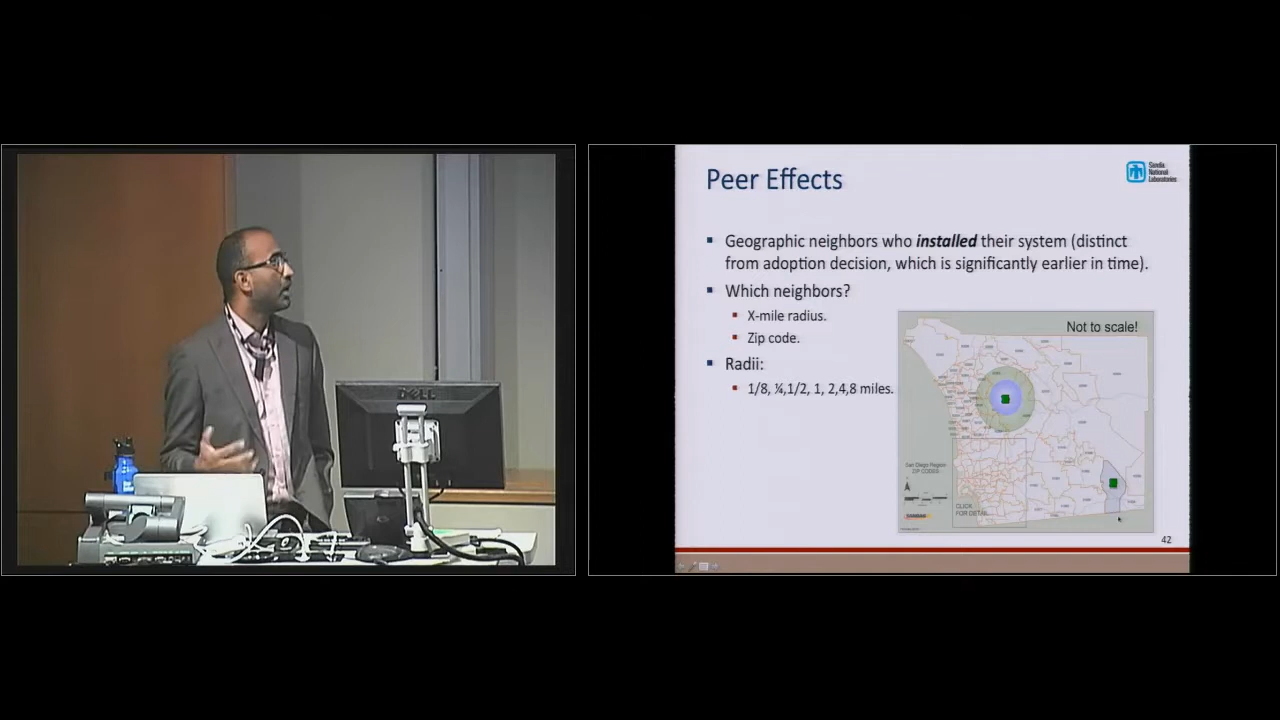 Peer Effects
Sandia
National
Laboratories
Geographic neighbors who installed their system (distinct
from adoption decision, which is significantly earlier in time).
Which neighbors?
X-mile radius.
Zip code.
Radii:
1/8, ¼,1/2, 1, 2,4,8 miles.
Not to scale!
San Diego Region
ZIP CODES
CLICK
FOR DETAIL
42
DELL